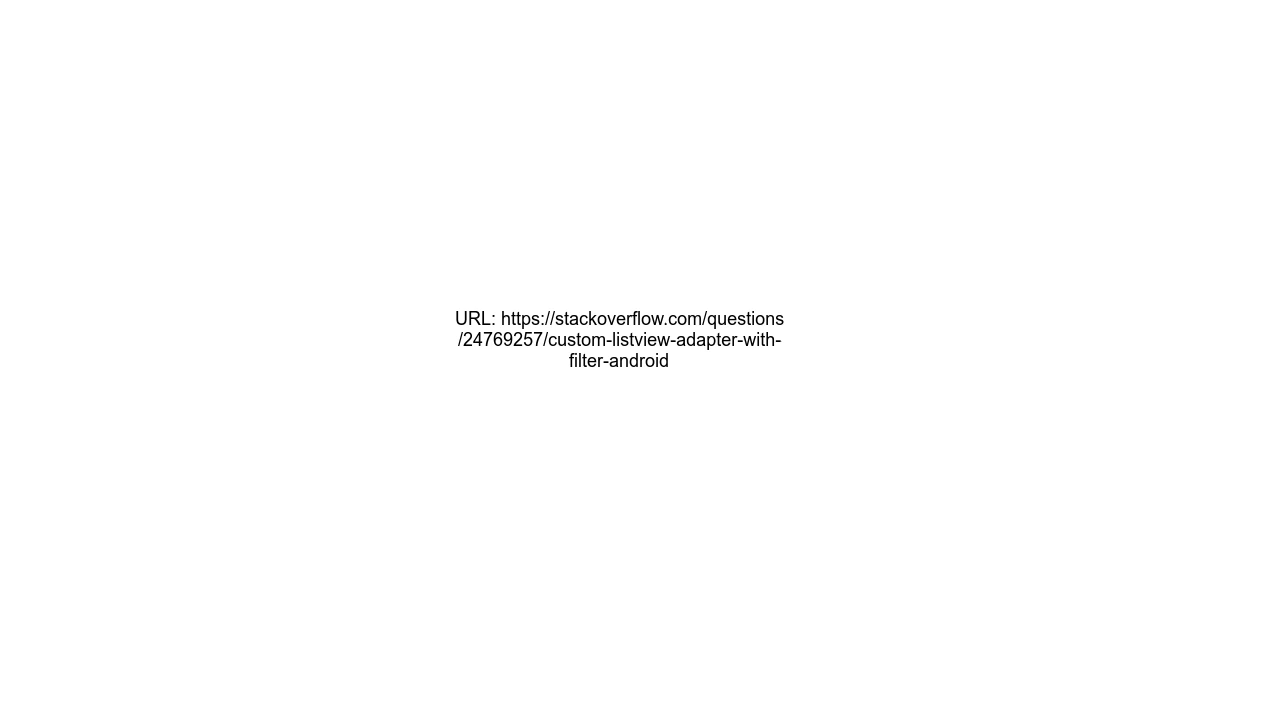 URL: https://stackoverflow.com/questions
/24769257/custom-listview-adapter-with-
filter-android